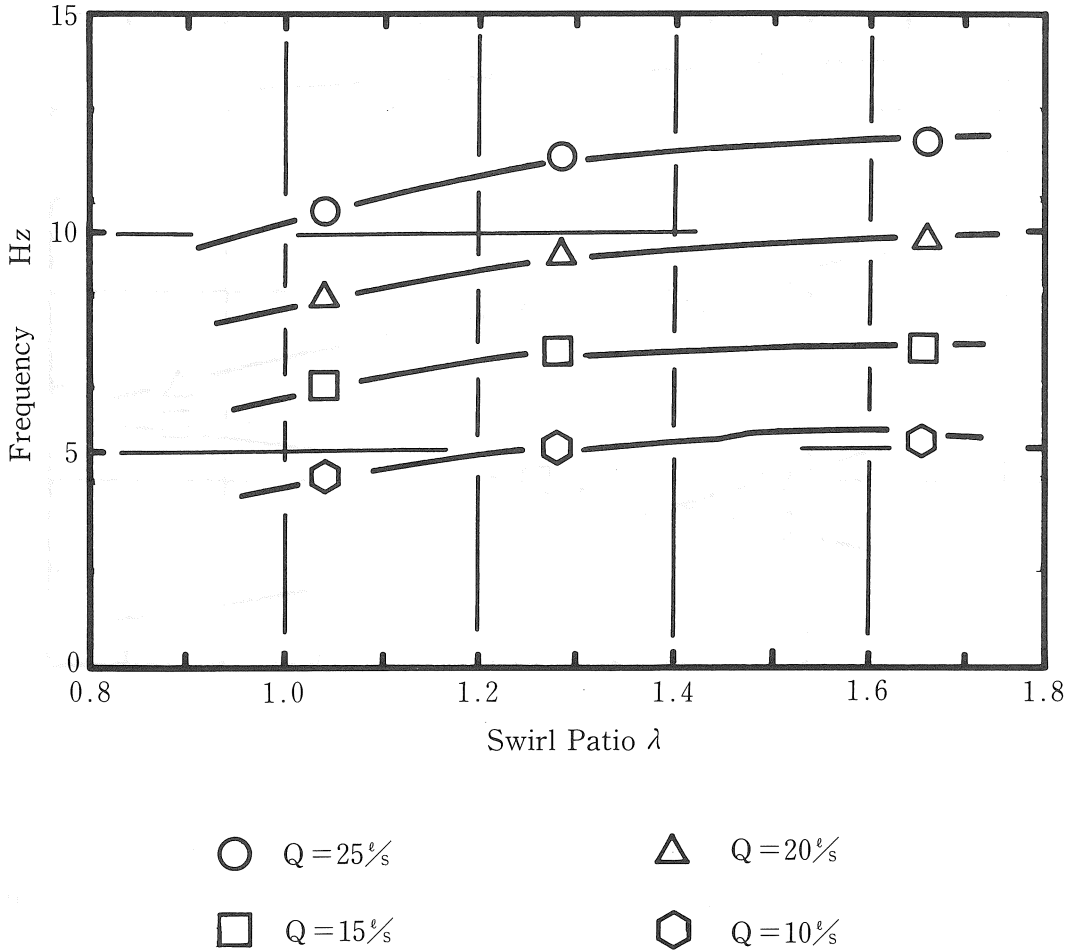 15
10
5
0
Frequency Hz
0.8 1.0 1.2 1.4 1.6 1.8
Swirl Patio λ
Q=25ℓ/s
Q=20ℓ/s
Q=15ℓ/s
Q=10ℓ/s